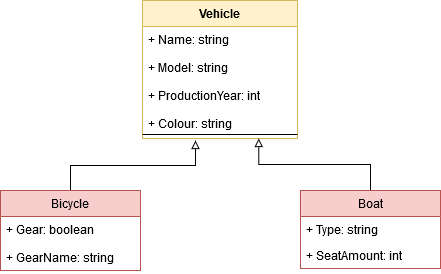 Vehicle
+ Name: string
+ Model: string
+ ProductionYear: int
+ Colour: string
Bicycle
+ Gear: boolean
+ GearName: string
Boat
+ Type: string
+ SeatAmount: int